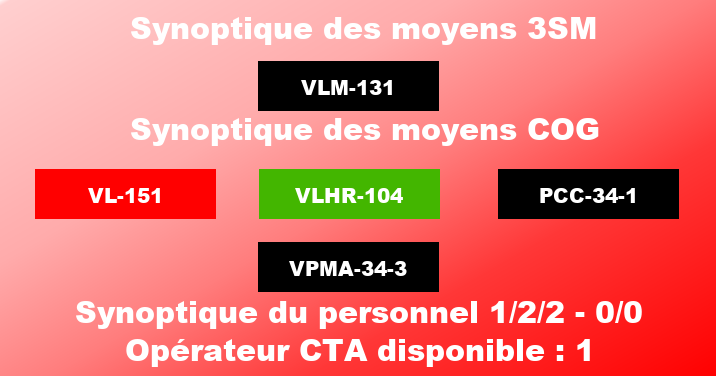 Synoptique des moyens 3SM
VLM-131
Synoptique des moyens COG
VL-151 VLHR-104 PCC-34-1
VPMA-34-3
Synoptique du personnel 1/2/2 - 0/0
Opérateur CTA disponible : 1